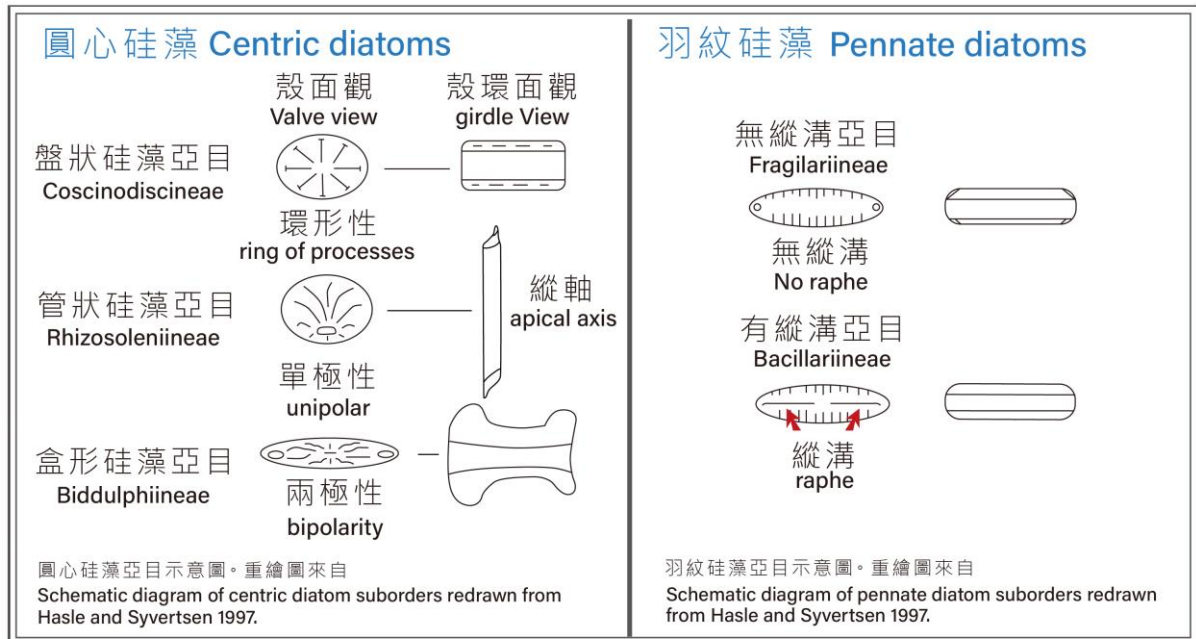 圓心硅藻 Centric diatoms
殼面觀
Valve view
殼環面觀
girdle View
盤狀硅藻亞目
Coscinodiscineae
環形性
ring of processes
管狀硅藻亞目
Rhizosoleniineae
縱軸
apical axis
單極性
unipolar
盒形硅藻亞目
Biddulphiineae
兩極性
bipolarity
圓心硅藻亞目示意圖。重繪圖來自
Schematic diagram of centric diatom suborders redrawn from
Hasle and Syvertsen 1997.
羽紋硅藻 Pennate diatoms
無縱溝亞目
Fragilariineae
無縱溝
No raphe
有縱溝亞目
Bacillariineae
縱溝
raphe
羽紋硅藻亞目示意圖。重繪圖來自
Schematic diagram of pennate diatom suborders redrawn
from Hasle and Syvertsen 1997.